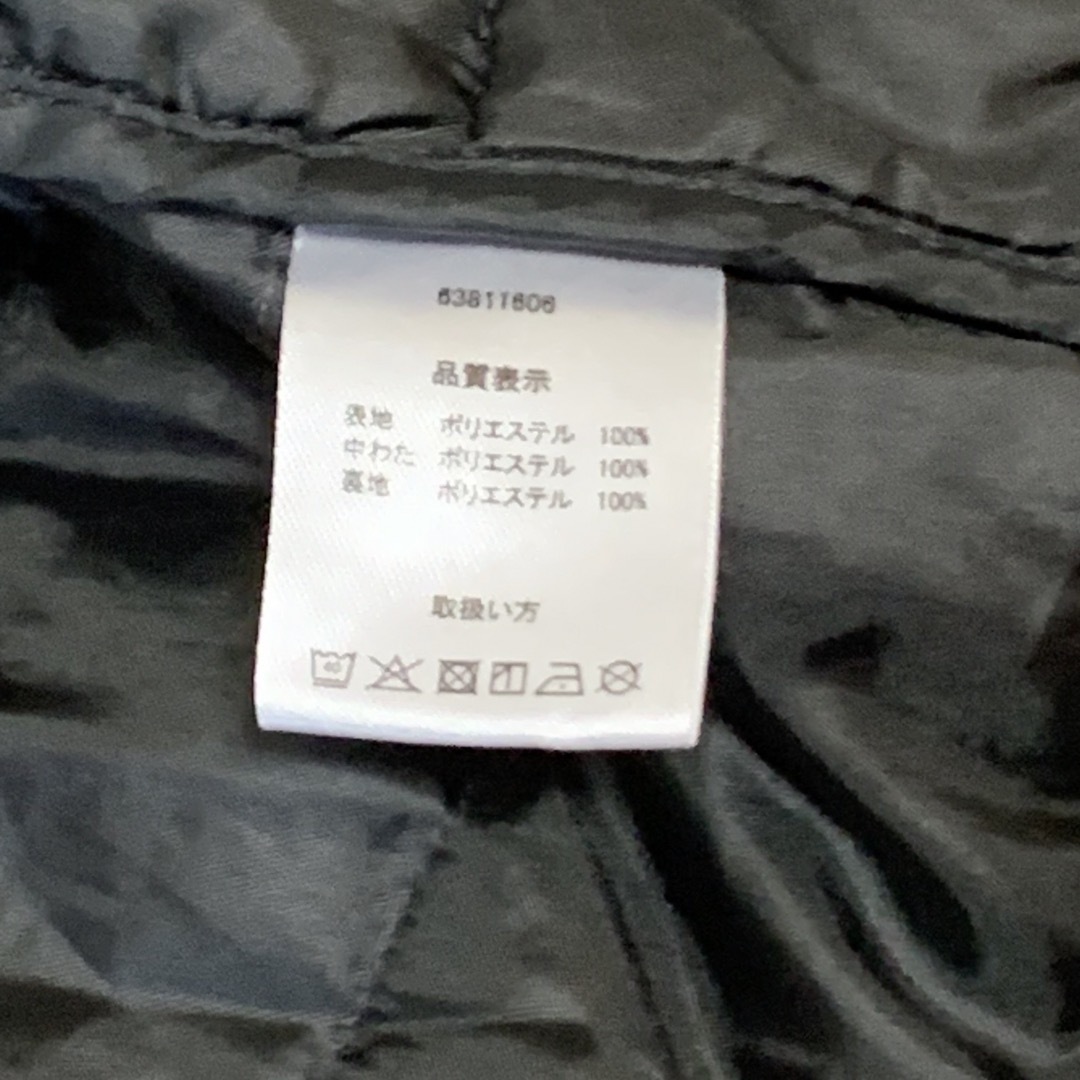 63811606
品質表示
表地 ポリエステル 100%
中わた ポリエステル 100%
裏地 ポリエステル 100%
取扱い方
40